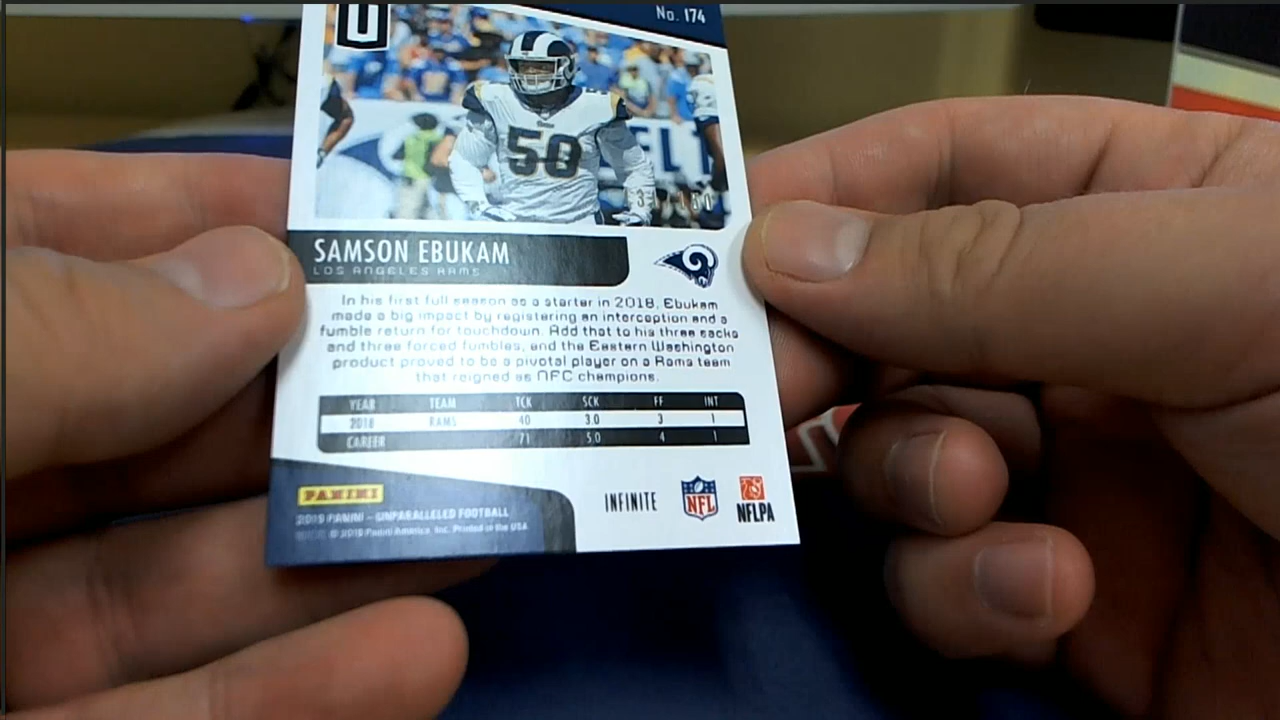 U
No. 174
50
SAMSON EBUKAM
LOS ANGELES RAMS
In his first full season as a starter in 2018, Ebukam
made a big impact by registering an interception and a
fumble return for touchdown. Add that to his three sacks
and three forced fumbles, and the Eastern Washington
product proved to be a pivotal player on a Rams team
that reigned as NFC champions.
YEAR TEAM TCK SCK FF INT
2018 RAMS 40 3.0 3 1
CAREER 71 5.0 4 1
PANINI
INFINITE
NFL
NFLPA
2019 PANINI – UNPARALLELED FOOTBALL
© 2019 Panini America, Inc. Printed in the USA